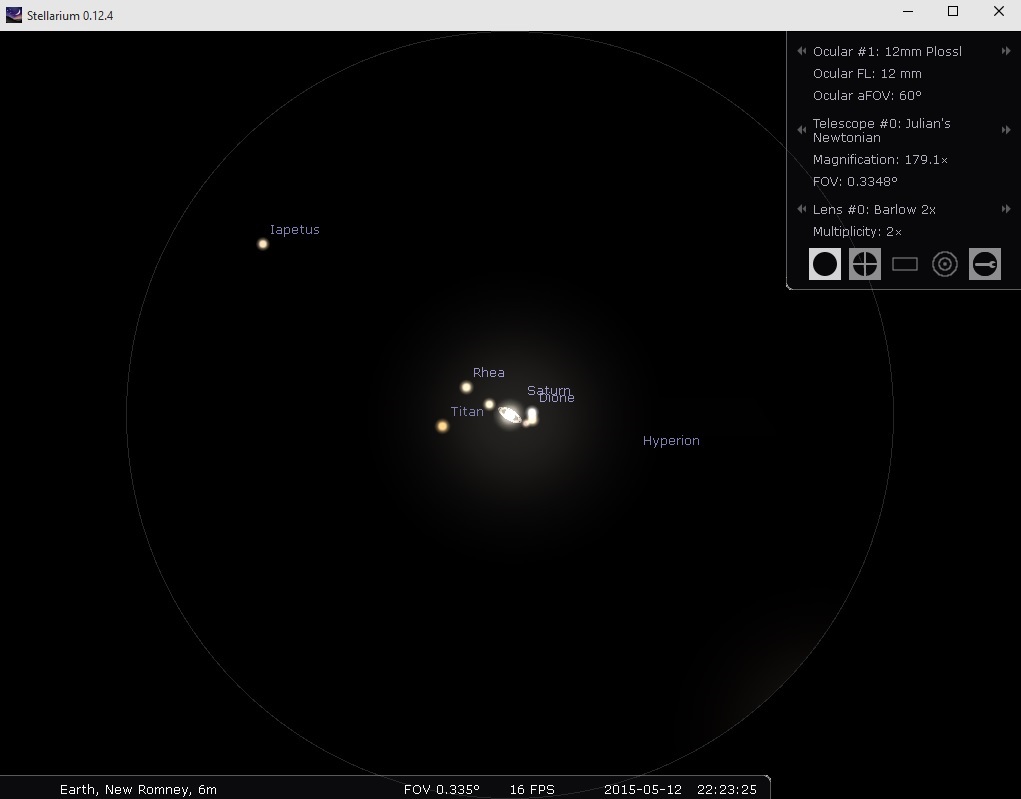 Stellarium 0.12.4
Ocular #1: 12mm Plossl
Ocular FL: 12 mm
Ocular aFOV: 60°
Telescope #0: Julian's
Newtonian
Magnification: 179.1×
FOV: 0.3348°
Lens #0: Barlow 2x
Multiplicity: 2×
Iapetus
Rhea
Saturn
Dione
Titan
Hyperion
Earth, New Romney, 6m FOV 0.335° 16 FPS 2015-05-12 22:23:25